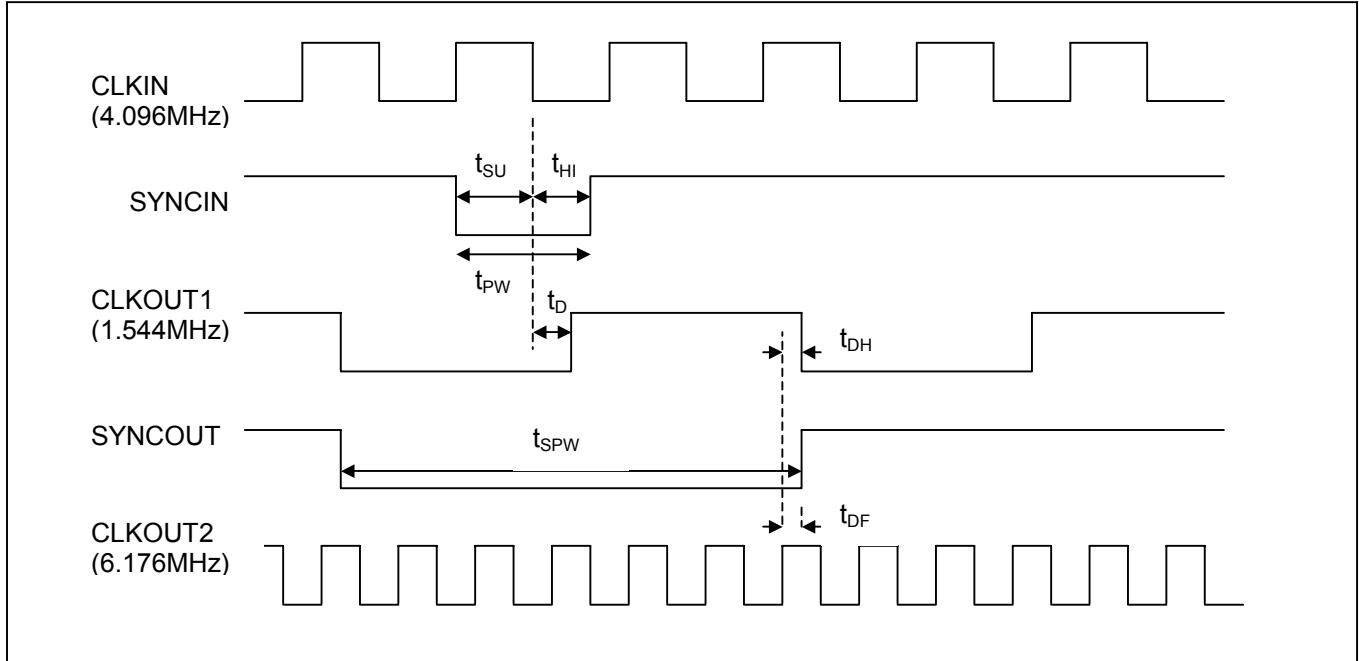 CLKIN
(4.096MHz)
tSU
tHI
SYNCIN
tPW
CLKOUT1
(1.544MHz)
tD
tDH
SYNCOUT
tSPW
CLKOUT2
(6.176MHz)
tDF